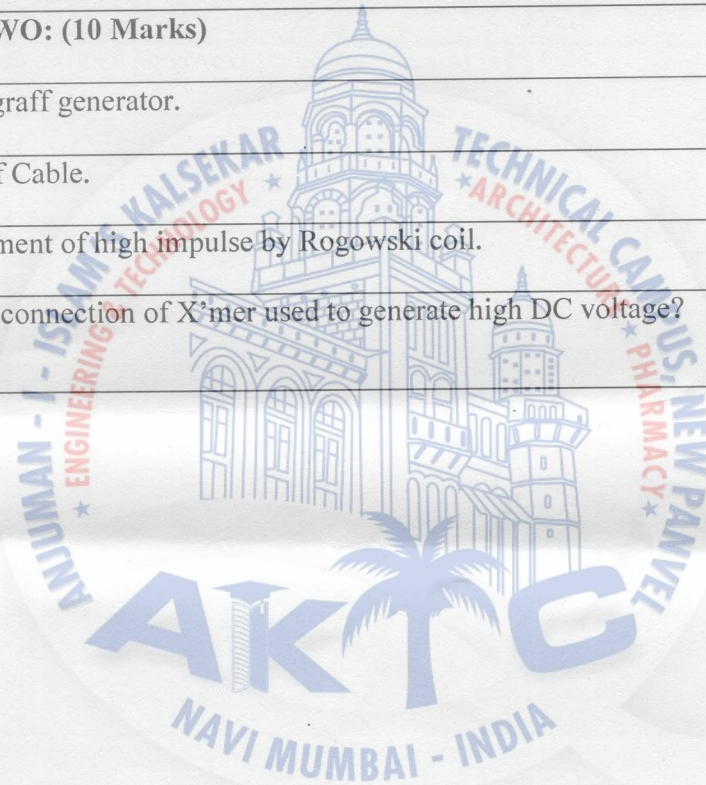 WO: (10 Marks)
graff generator.
f Cable.
ment of high impulse by Rogowski coil.
connection of X'mer used to generate high DC voltage?
ANJUMAN - I - ISLAM'S KALSEKAR TECHNICAL CAMPUS, NEW PANVEL
★ ENGINEERING & TECHNOLOGY ★ ★ ARCHITECTURE ★ PHARMACY ★
AKTC
NAVI MUMBAI - INDIA